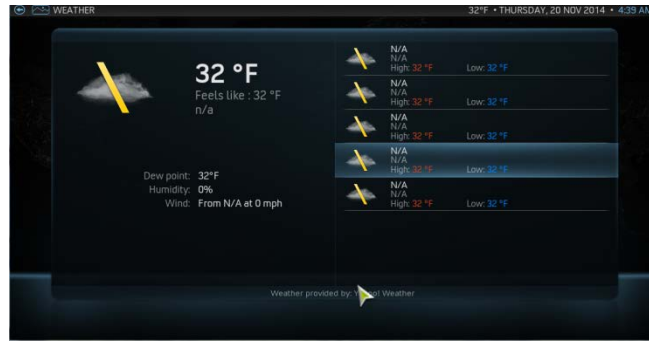 WEATHER
32°F • THURSDAY, 20 NOV 2014 • 4:39 AM
32 °F
Feels like : 32 °F
n/a
Dew point: 32°F
Humidity: 0%
Wind: From N/A at 0 mph
N/A
N/A
High: 32 °F Low: 32 °F
N/A
N/A
High: 32 °F Low: 32 °F
N/A
N/A
High: 32 °F Low: 32 °F
N/A
N/A
High: 32 °F Low: 32 °F
N/A
N/A
High: 32 °F Low: 32 °F
Weather provided by: Weather